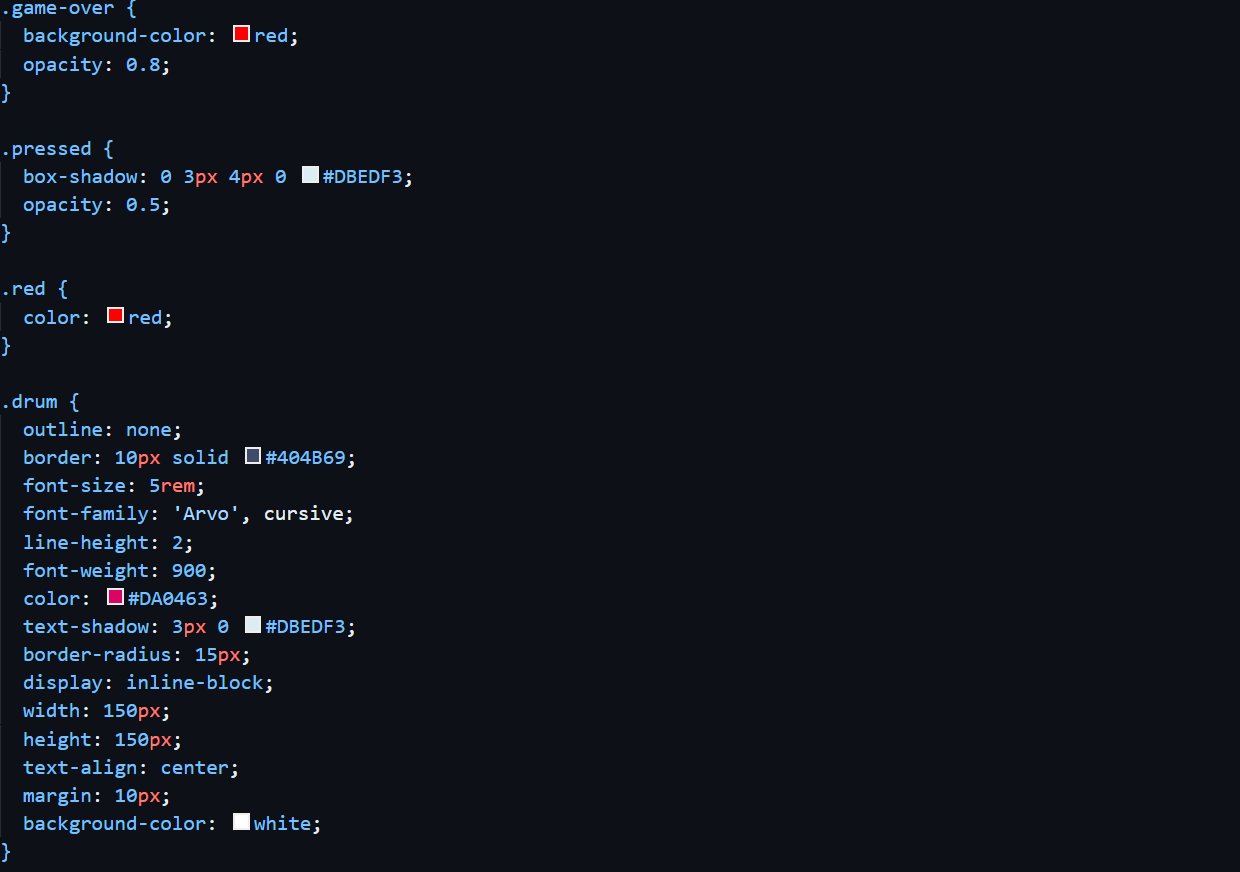 .game-over {
  background-color: red;
  opacity: 0.8;
}

.pressed {
  box-shadow: 0 3px 4px 0 #DBEDF3;
  opacity: 0.5;
}

.red {
  color: red;
}

.drum {
  outline: none;
  border: 10px solid #404B69;
  font-size: 5rem;
  font-family: 'Arvo', cursive;
  line-height: 2;
  font-weight: 900;
  color: #DA0463;
  text-shadow: 3px 0 #DBEDF3;
  border-radius: 15px;
  display: inline-block;
  width: 150px;
  height: 150px;
  text-align: center;
  margin: 10px;
  background-color: white;
}